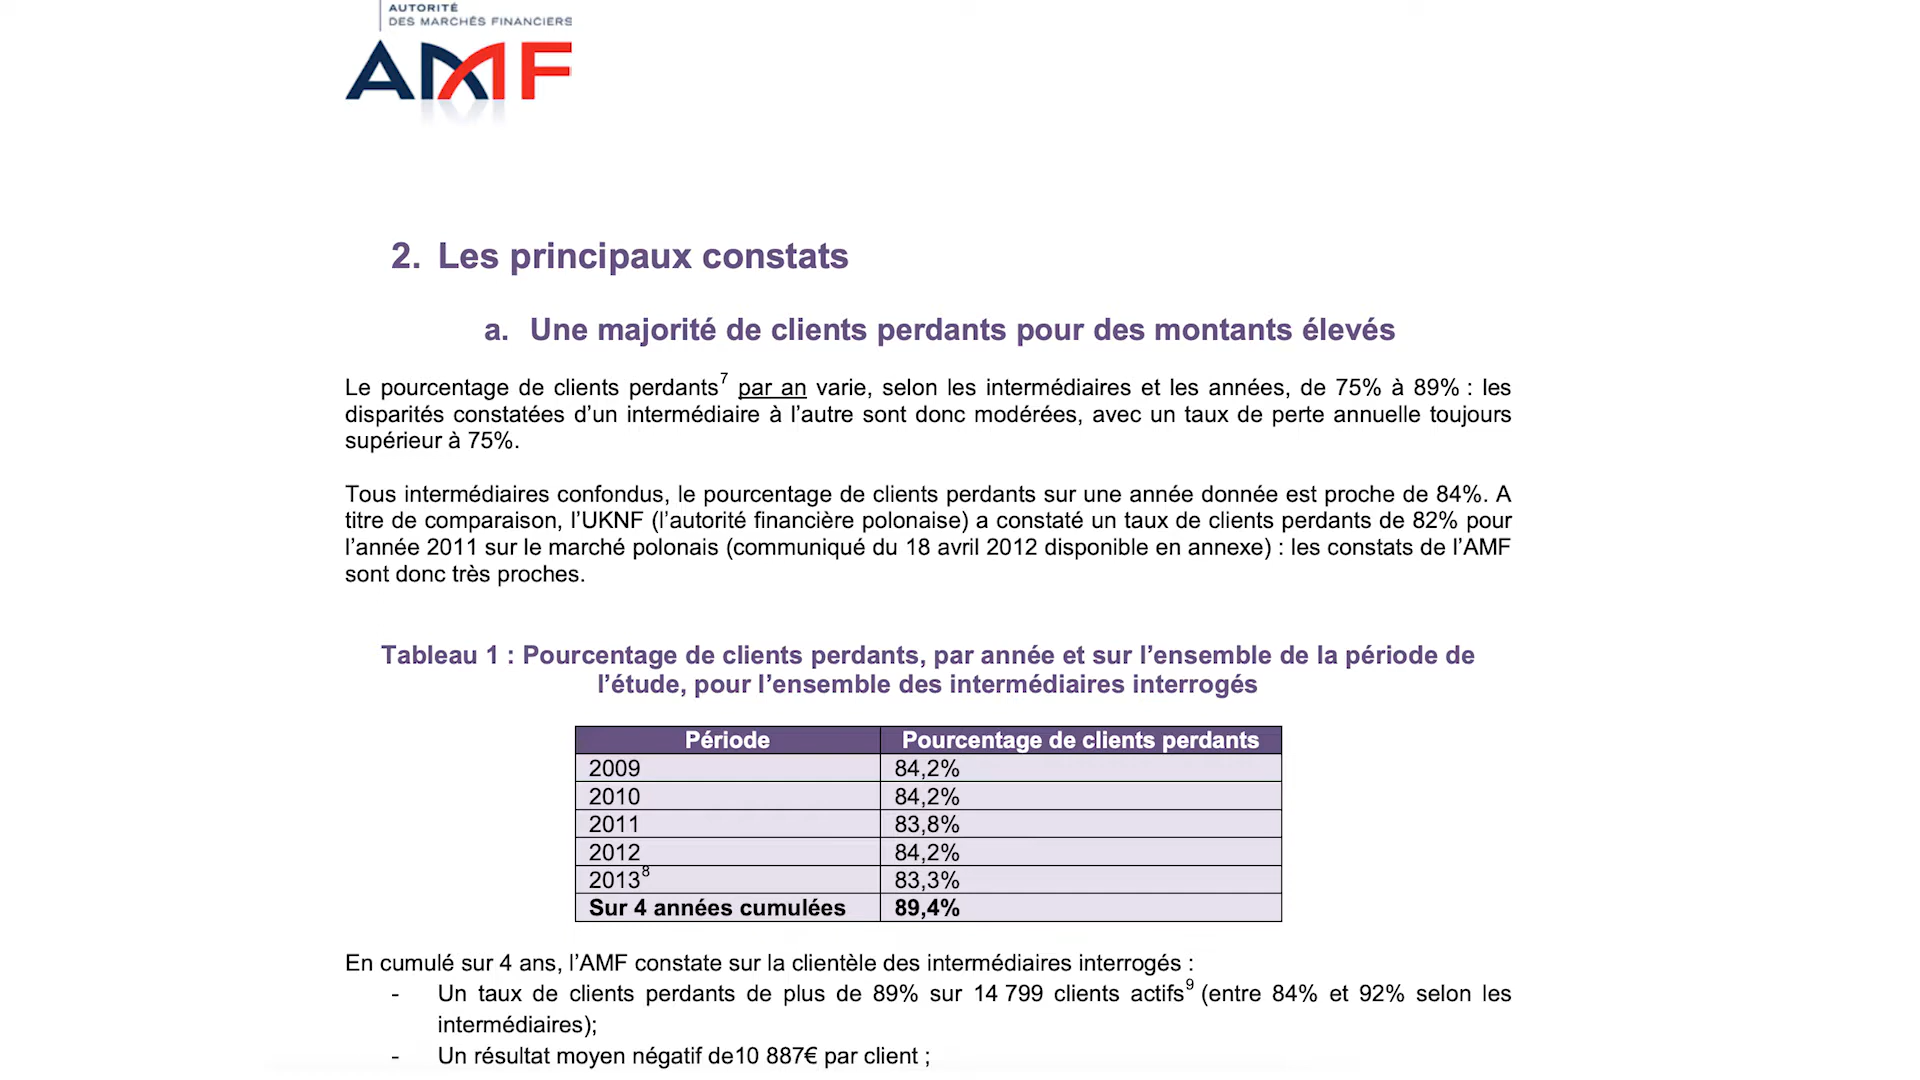 AUTORITÉ
DES MARCHÉS FINANCIERS
AMF
2. Les principaux constats
a. Une majorité de clients perdants pour des montants élevés
Le pourcentage de clients perdants7 par an varie, selon les intermédiaires et les années, de 75% à 89% : les
disparités constatées d’un intermédiaire à l’autre sont donc modérées, avec un taux de perte annuelle toujours
supérieur à 75%.
Tous intermédiaires confondus, le pourcentage de clients perdants sur une année donnée est proche de 84%. A
titre de comparaison, l’UKNF (l’autorité financière polonaise) a constaté un taux de clients perdants de 82% pour
l’année 2011 sur le marché polonais (communiqué du 18 avril 2012 disponible en annexe) : les constats de l’AMF
sont donc très proches.
Tableau 1 : Pourcentage de clients perdants, par année et sur l’ensemble de la période de
l’étude, pour l’ensemble des intermédiaires interrogés
Période Pourcentage de clients perdants
2009 84,2%
2010 84,2%
2011 83,8%
2012 84,2%
20138 83,3%
Sur 4 années cumulées 89,4%
En cumulé sur 4 ans, l’AMF constate sur la clientèle des intermédiaires interrogés :
- Un taux de clients perdants de plus de 89% sur 14 799 clients actifs9 (entre 84% et 92% selon les
intermédiaires);
- Un résultat moyen négatif de10 887€ par client ;